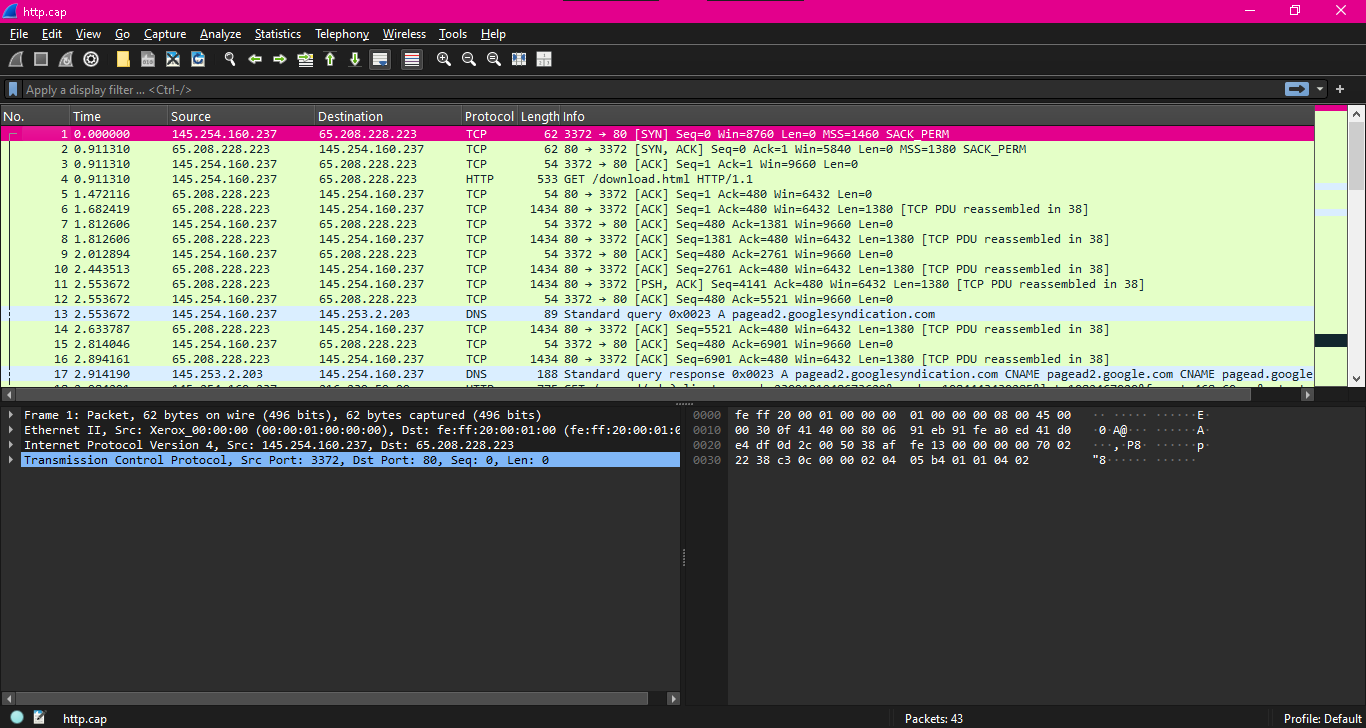 http.cap
File Edit View Go Capture Analyze Statistics Telephony Wireless Tools Help
Apply a display filter ... <Ctrl-/>
No. Time Source Destination Protocol Length Info
1 0.000000 145.254.160.237 65.208.228.223 TCP 62 3372 → 80 [SYN] Seq=0 Win=8760 Len=0 MSS=1460 SACK_PERM
2 0.911310 65.208.228.223 145.254.160.237 TCP 62 80 → 3372 [SYN, ACK] Seq=0 Ack=1 Win=5840 Len=0 MSS=1380 SACK_PERM
3 0.911310 145.254.160.237 65.208.228.223 TCP 54 3372 → 80 [ACK] Seq=1 Ack=1 Win=9660 Len=0
4 0.911310 145.254.160.237 65.208.228.223 HTTP 533 GET /download.html HTTP/1.1
5 1.472116 65.208.228.223 145.254.160.237 TCP 54 80 → 3372 [ACK] Seq=1 Ack=480 Win=6432 Len=0
6 1.682419 65.208.228.223 145.254.160.237 TCP 1434 80 → 3372 [ACK] Seq=1 Ack=480 Win=6432 Len=1380 [TCP PDU reassembled in 38]
7 1.812606 145.254.160.237 65.208.228.223 TCP 54 3372 → 80 [ACK] Seq=480 Ack=1381 Win=9660 Len=0
8 1.812606 65.208.228.223 145.254.160.237 TCP 1434 80 → 3372 [ACK] Seq=1381 Ack=480 Win=6432 Len=1380 [TCP PDU reassembled in 38]
9 2.012894 145.254.160.237 65.208.228.223 TCP 54 3372 → 80 [ACK] Seq=480 Ack=2761 Win=9660 Len=0
10 2.443513 65.208.228.223 145.254.160.237 TCP 1434 80 → 3372 [ACK] Seq=2761 Ack=480 Win=6432 Len=1380 [TCP PDU reassembled in 38]
11 2.553672 65.208.228.223 145.254.160.237 TCP 1434 80 → 3372 [PSH, ACK] Seq=4141 Ack=480 Win=6432 Len=1380 [TCP PDU reassembled in 38]
12 2.553672 145.254.160.237 65.208.228.223 TCP 54 3372 → 80 [ACK] Seq=480 Ack=5521 Win=9660 Len=0
13 2.553672 145.254.160.237 145.253.2.203 DNS 89 Standard query 0x0023 A pagead2.googlesyndication.com
14 2.633787 65.208.228.223 145.254.160.237 TCP 1434 80 → 3372 [ACK] Seq=5521 Ack=480 Win=6432 Len=1380 [TCP PDU reassembled in 38]
15 2.814046 145.254.160.237 65.208.228.223 TCP 54 3372 → 80 [ACK] Seq=480 Ack=6901 Win=9660 Len=0
16 2.894161 65.208.228.223 145.254.160.237 TCP 1434 80 → 3372 [ACK] Seq=6901 Ack=480 Win=6432 Len=1380 [TCP PDU reassembled in 38]
17 2.914190 145.253.2.203 145.254.160.237 DNS 188 Standard query response 0x0023 A pagead2.googlesyndication.com CNAME pagead2.google.com CNAME pagead.google
Frame 1: Packet, 62 bytes on wire (496 bits), 62 bytes captured (496 bits)
Ethernet II, Src: Xerox_00:00:00 (00:00:01:00:00:00), Dst: fe:ff:20:00:01:00 (fe:ff:20:00:01:0
Internet Protocol Version 4, Src: 145.254.160.237, Dst: 65.208.228.223
Transmission Control Protocol, Src Port: 3372, Dst Port: 80, Seq: 0, Len: 0
0000 fe ff 20 00 01 00 00 00 01 00 00 00 08 00 45 00 ·· ····· ······E·
0010 00 30 0f 41 40 00 80 06 91 eb 91 fe a0 ed 41 d0 ·0·A@··· ······A·
0020 e4 df 0d 2c 00 50 38 af fe 13 00 00 00 00 70 02 ···,·P8· ······p·
0030 22 38 c3 0c 00 00 02 04 05 b4 01 01 04 02 "8······ ······
http.cap
Packets: 43
Profile: Default